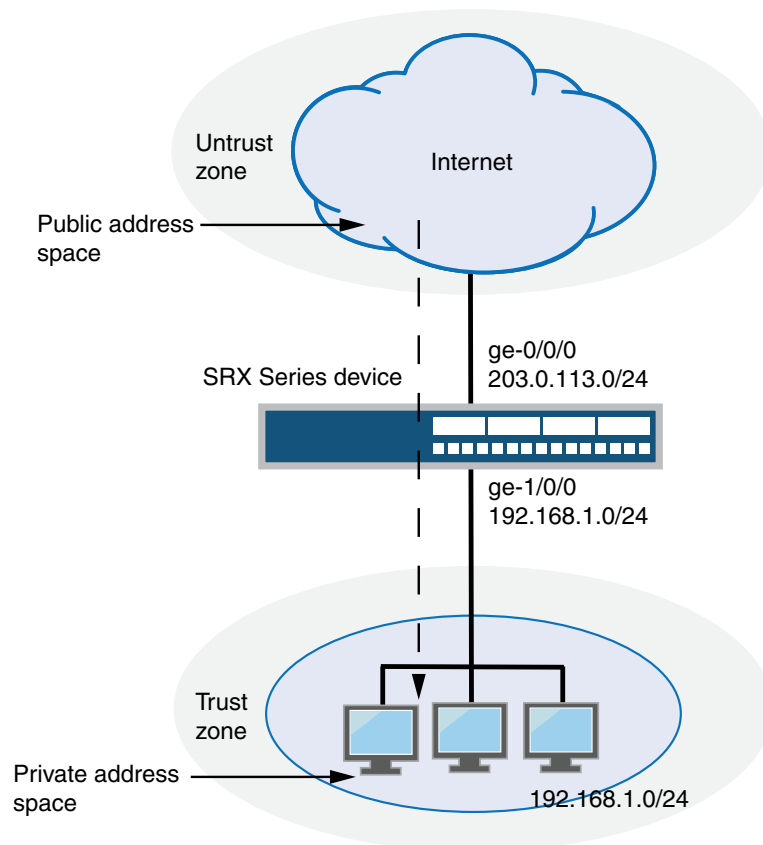 Untrust
zone
Internet
Public address
space
ge-0/0/0
203.0.113.0/24
SRX Series device
ge-1/0/0
192.168.1.0/24
Trust
zone
Private address
space
192.168.1.0/24